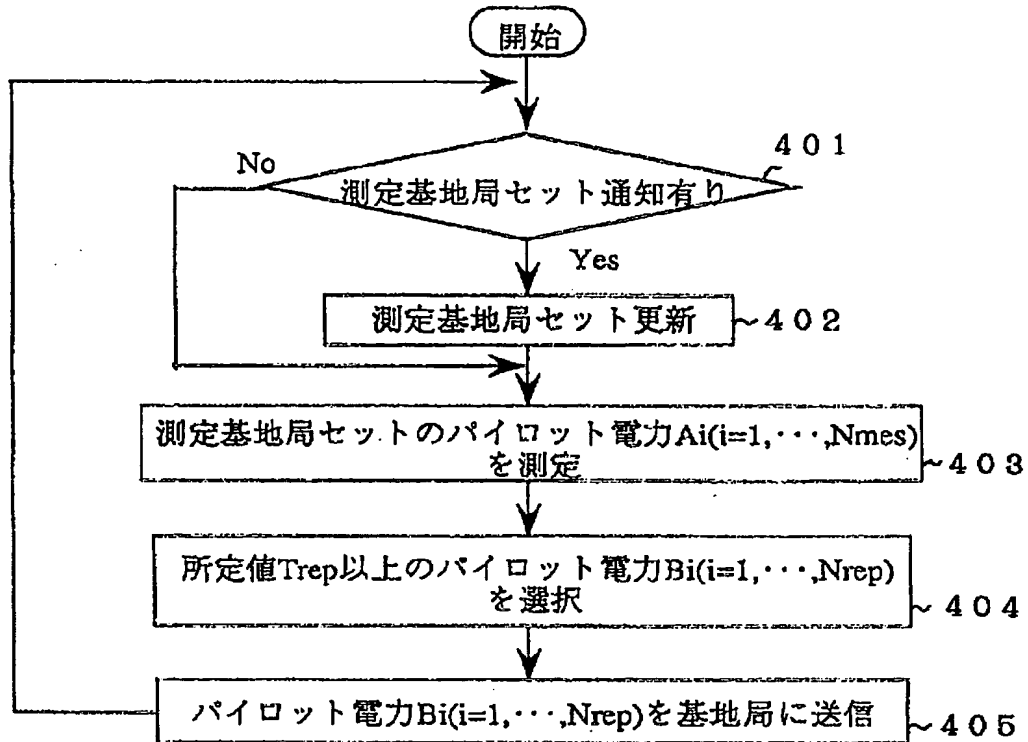 開始
401
No
測定基地局セット通知有り
Yes
測定基地局セット更新
~402
測定基地局セットのパイロット電力Ai(i=1,···,Nmes)
を測定
~403
所定値Trep以上のパイロット電力Bi(i=1,···,Nrep)
を選択
~404
パイロット電力Bi(i=1,···,Nrep)を基地局に送信
~405